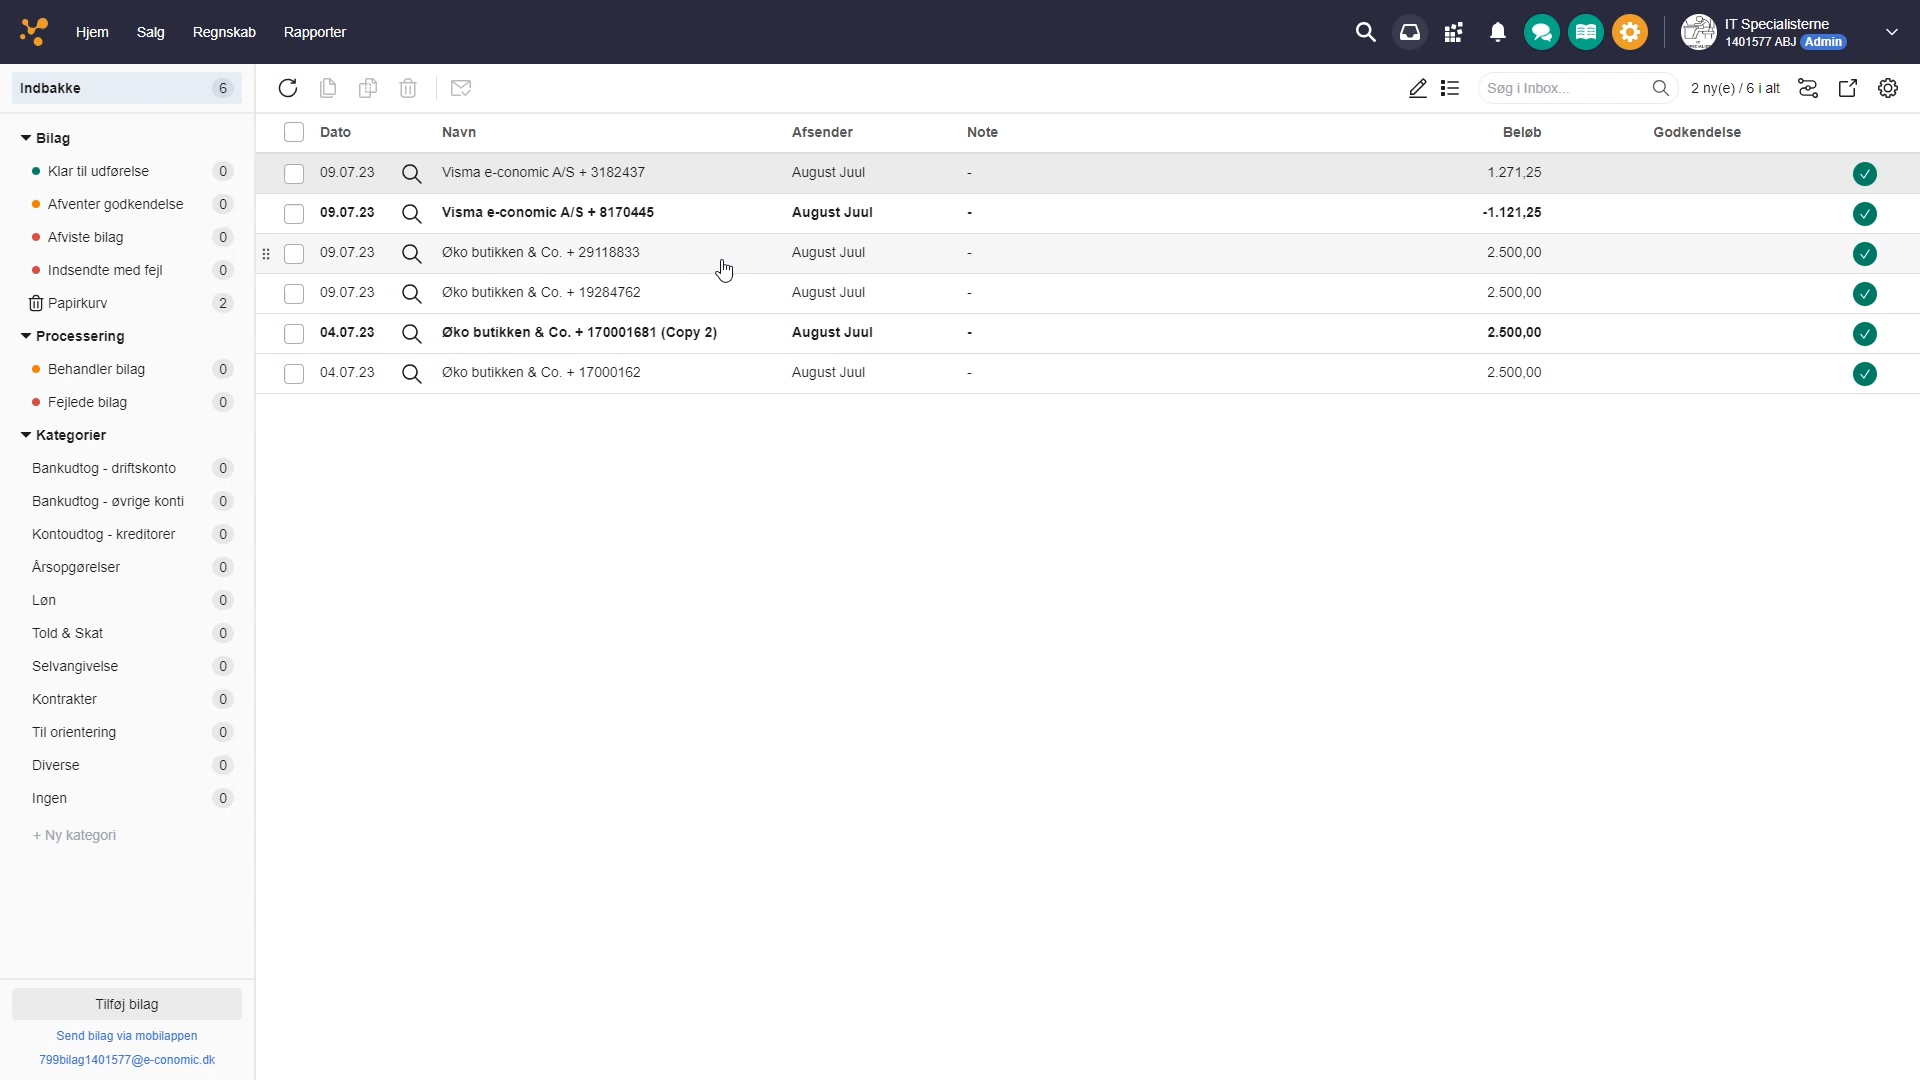 Hjem Salg Regnskab Rapporter
IT Specialisterne
1401577 ABJ Admin
Indbakke 6
Søg i Inbox...
2 ny(e) / 6 i alt
Bilag
Klar til udførelse 0
Afventer godkendelse 0
Afviste bilag 0
Indsendte med fejl 0
Papirkurv 2
Processering
Behandler bilag 0
Fejlede bilag 0
Kategorier
Bankudtog - driftskonto 0
Bankudtog - øvrige konti 0
Kontoudtog - kreditorer 0
Årsopgørelser 0
Løn 0
Told & Skat 0
Selvangivelse 0
Kontrakter 0
Til orientering 0
Diverse 0
Ingen 0
+ Ny kategori
Tilføj bilag
Send bilag via mobilappen
799bilag1401577@e-conomic.dk
Dato Navn Afsender Note Beløb Godkendelse
09.07.23 Visma e-conomic A/S + 3182437 August Juul - 1.271,25
09.07.23 Visma e-conomic A/S + 8170445 August Juul - -1.121,25
09.07.23 Øko butikken & Co. + 29118833 August Juul - 2.500,00
09.07.23 Øko butikken & Co. + 19284762 August Juul - 2.500,00
04.07.23 Øko butikken & Co. + 170001681 (Copy 2) August Juul - 2.500,00
04.07.23 Øko butikken & Co. + 17000162 August Juul - 2.500,00